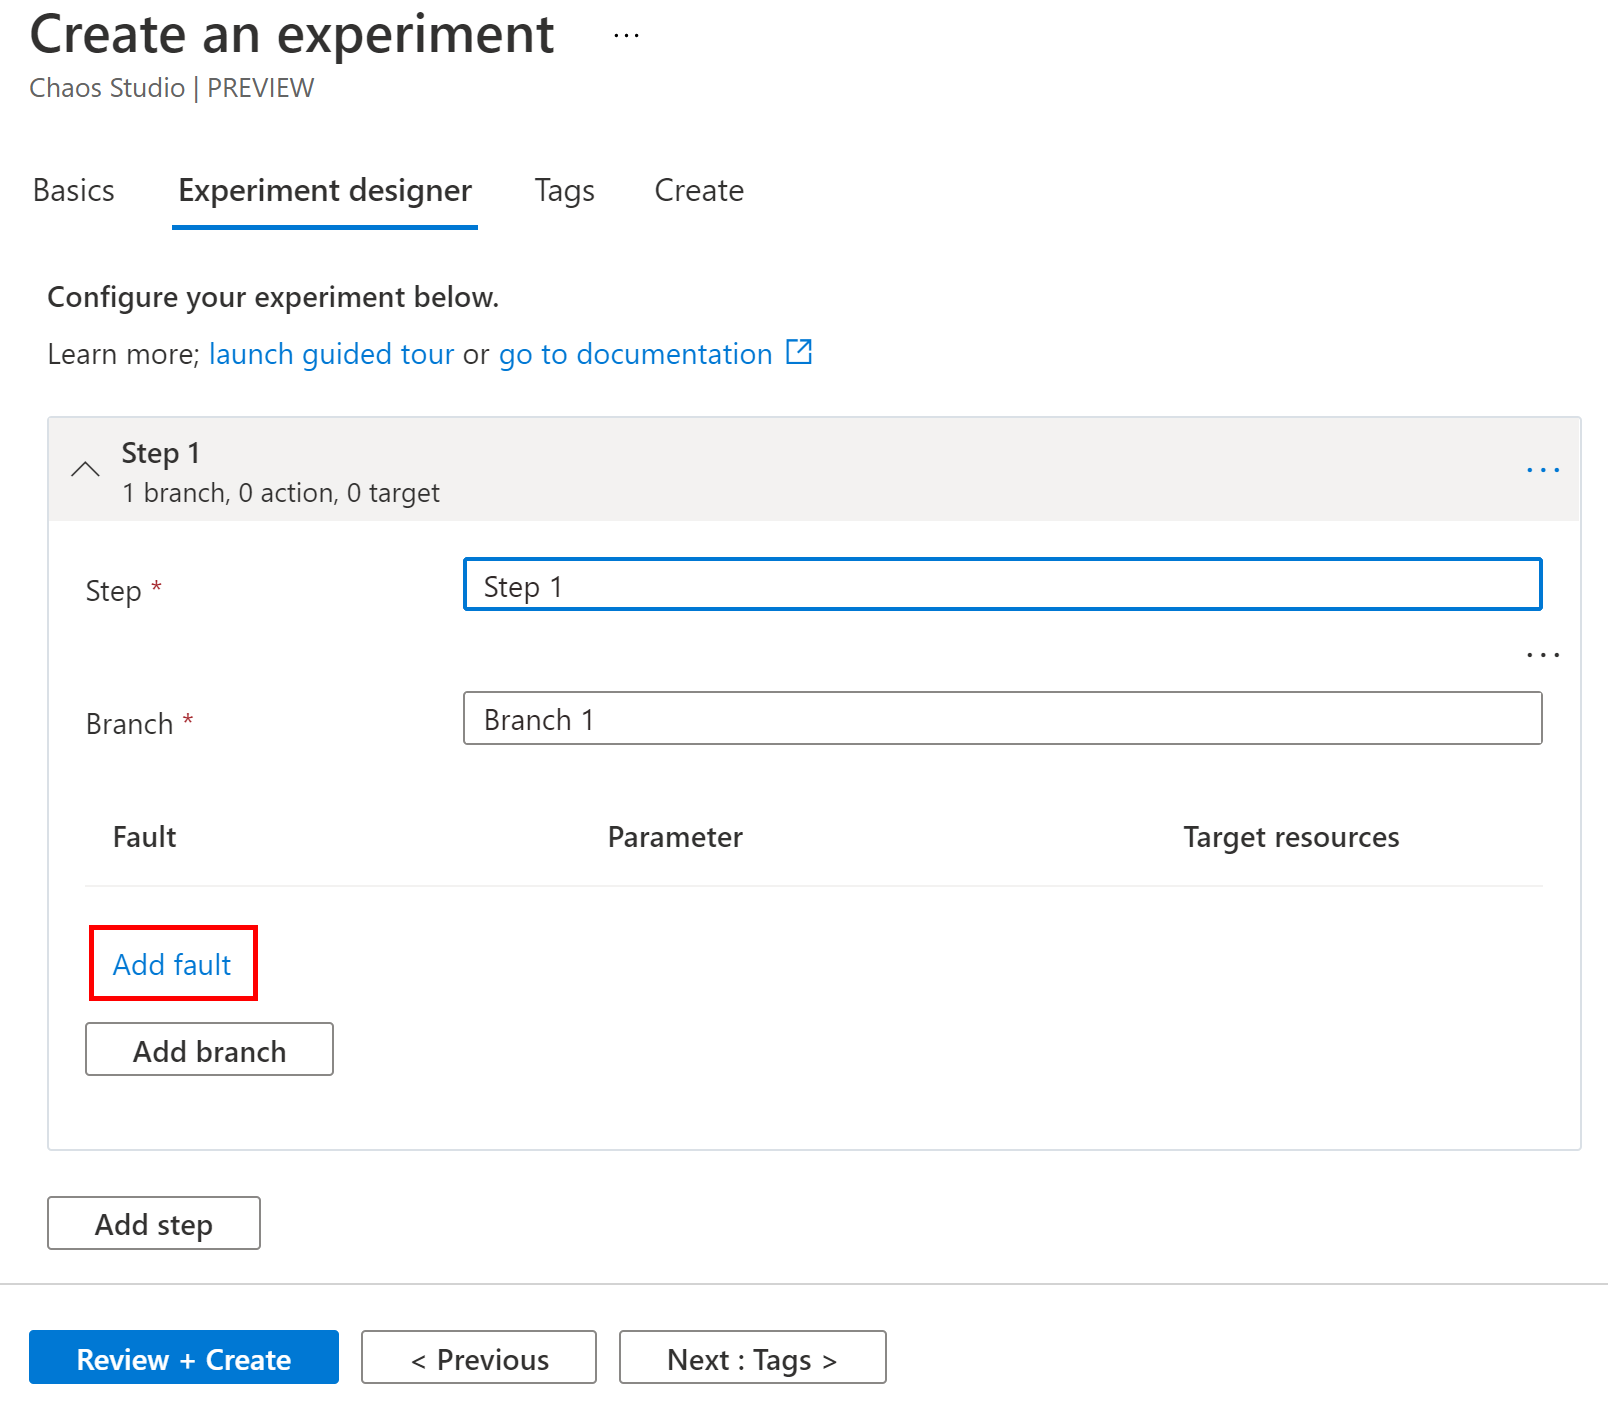 Create an experiment ...
Chaos Studio | PREVIEW
Basics Experiment designer Tags Create
Configure your experiment below.
Learn more; launch guided tour or go to documentation
Step 1
1 branch, 0 action, 0 target
...
Step *
Step 1
...
Branch *
Branch 1
Fault Parameter Target resources
Add fault
Add branch
Add step
Review + Create < Previous Next : Tags >